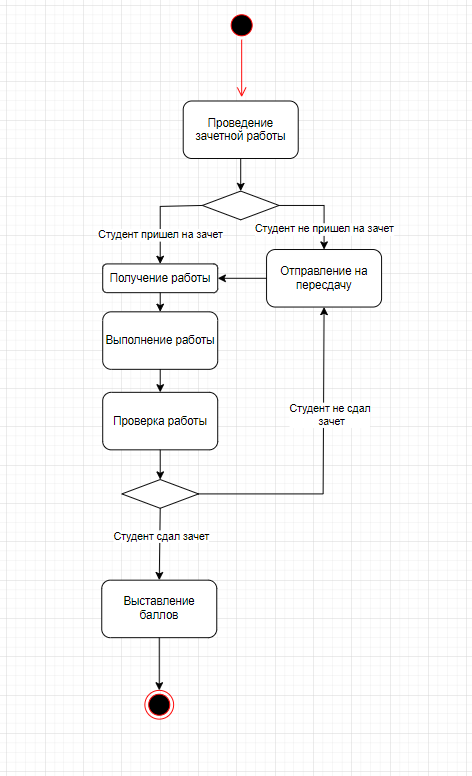 Проведение
зачетной работы
Студент пришел на зачет
Студент не пришел на зачет
Получение работы
Отправление на
пересдачу
Выполнение работы
Проверка работы
Студент не сдал
зачет
Студент сдал зачет
Выставление
баллов